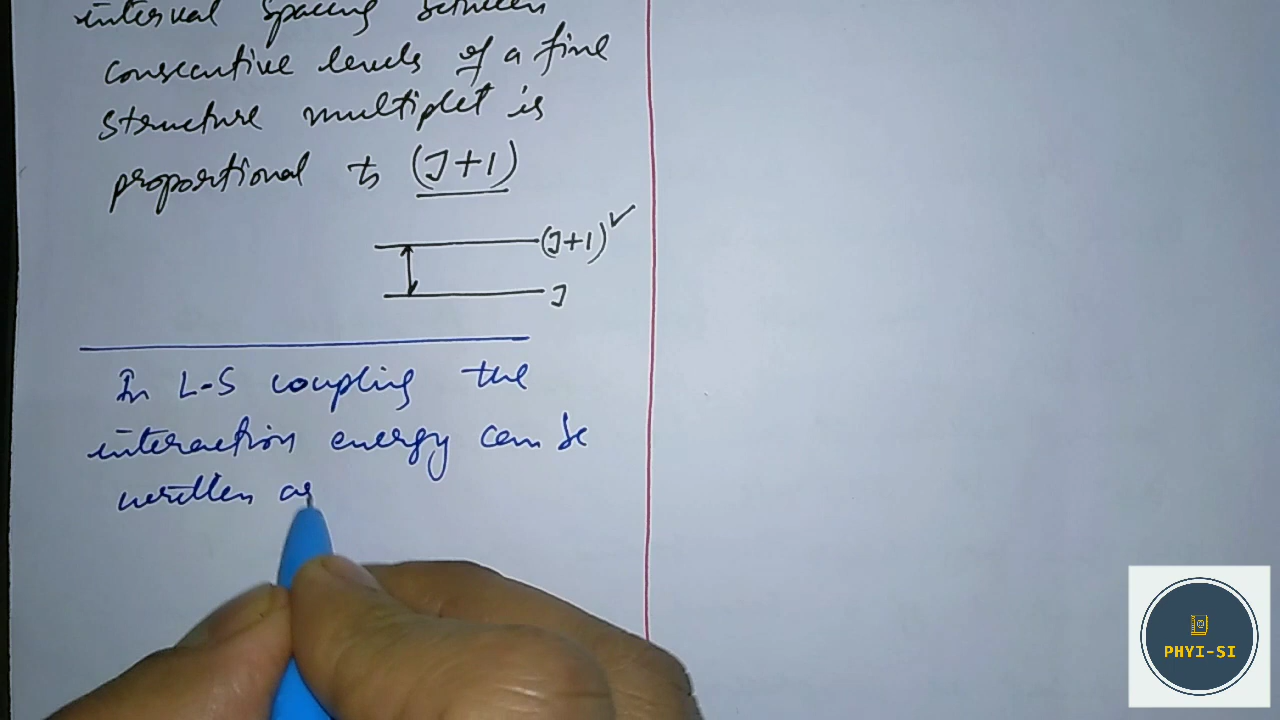 interval spacing between
consecutive levels of a fine
structure multiplet is
proportional to (J+1)
(J+1)✓
J
In L-S coupling the
interaction energy can be
written as
PHYI-SI